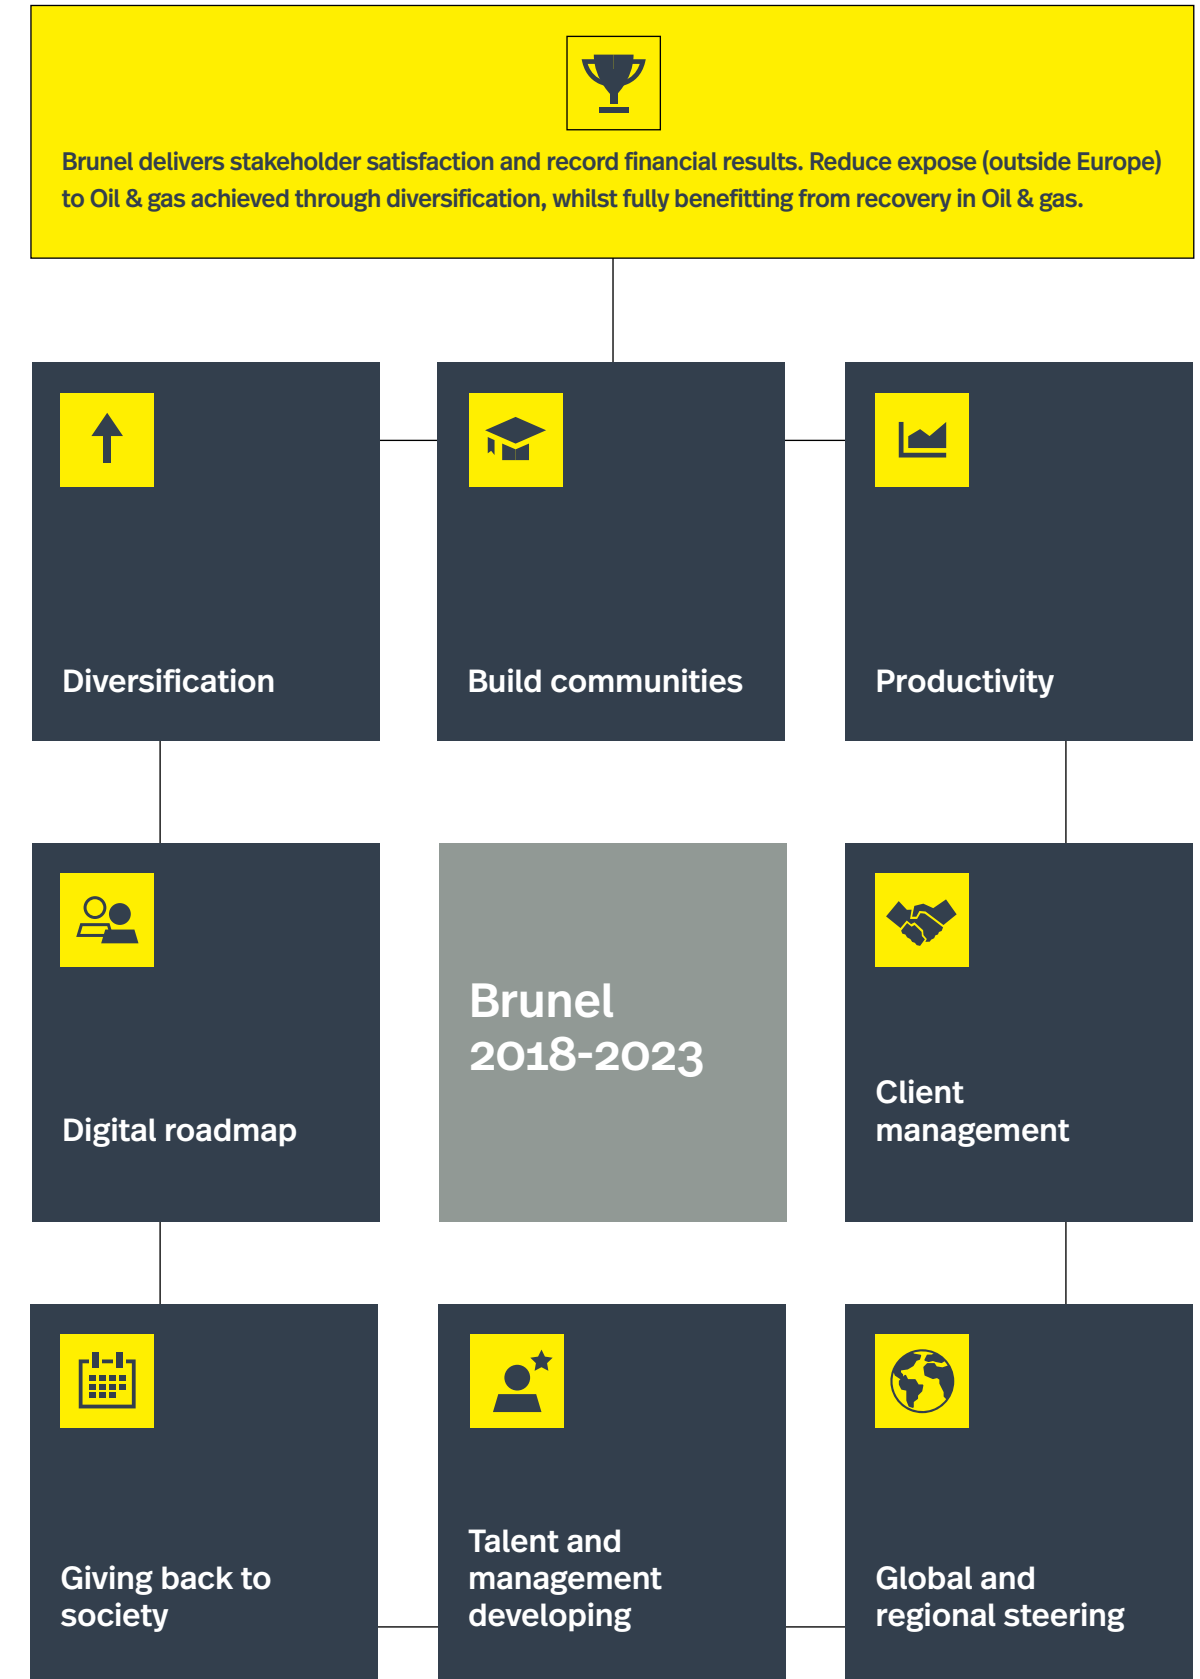 Brunel delivers stakeholder satisfaction and record financial results. Reduce expose (outside Europe)
to Oil & gas achieved through diversification, whilst fully benefitting from recovery in Oil & gas.
Diversification
Build communities
Productivity
Digital roadmap
Brunel
2018-2023
Client
management
Giving back to
society
Talent and
management
developing
Global and
regional steering